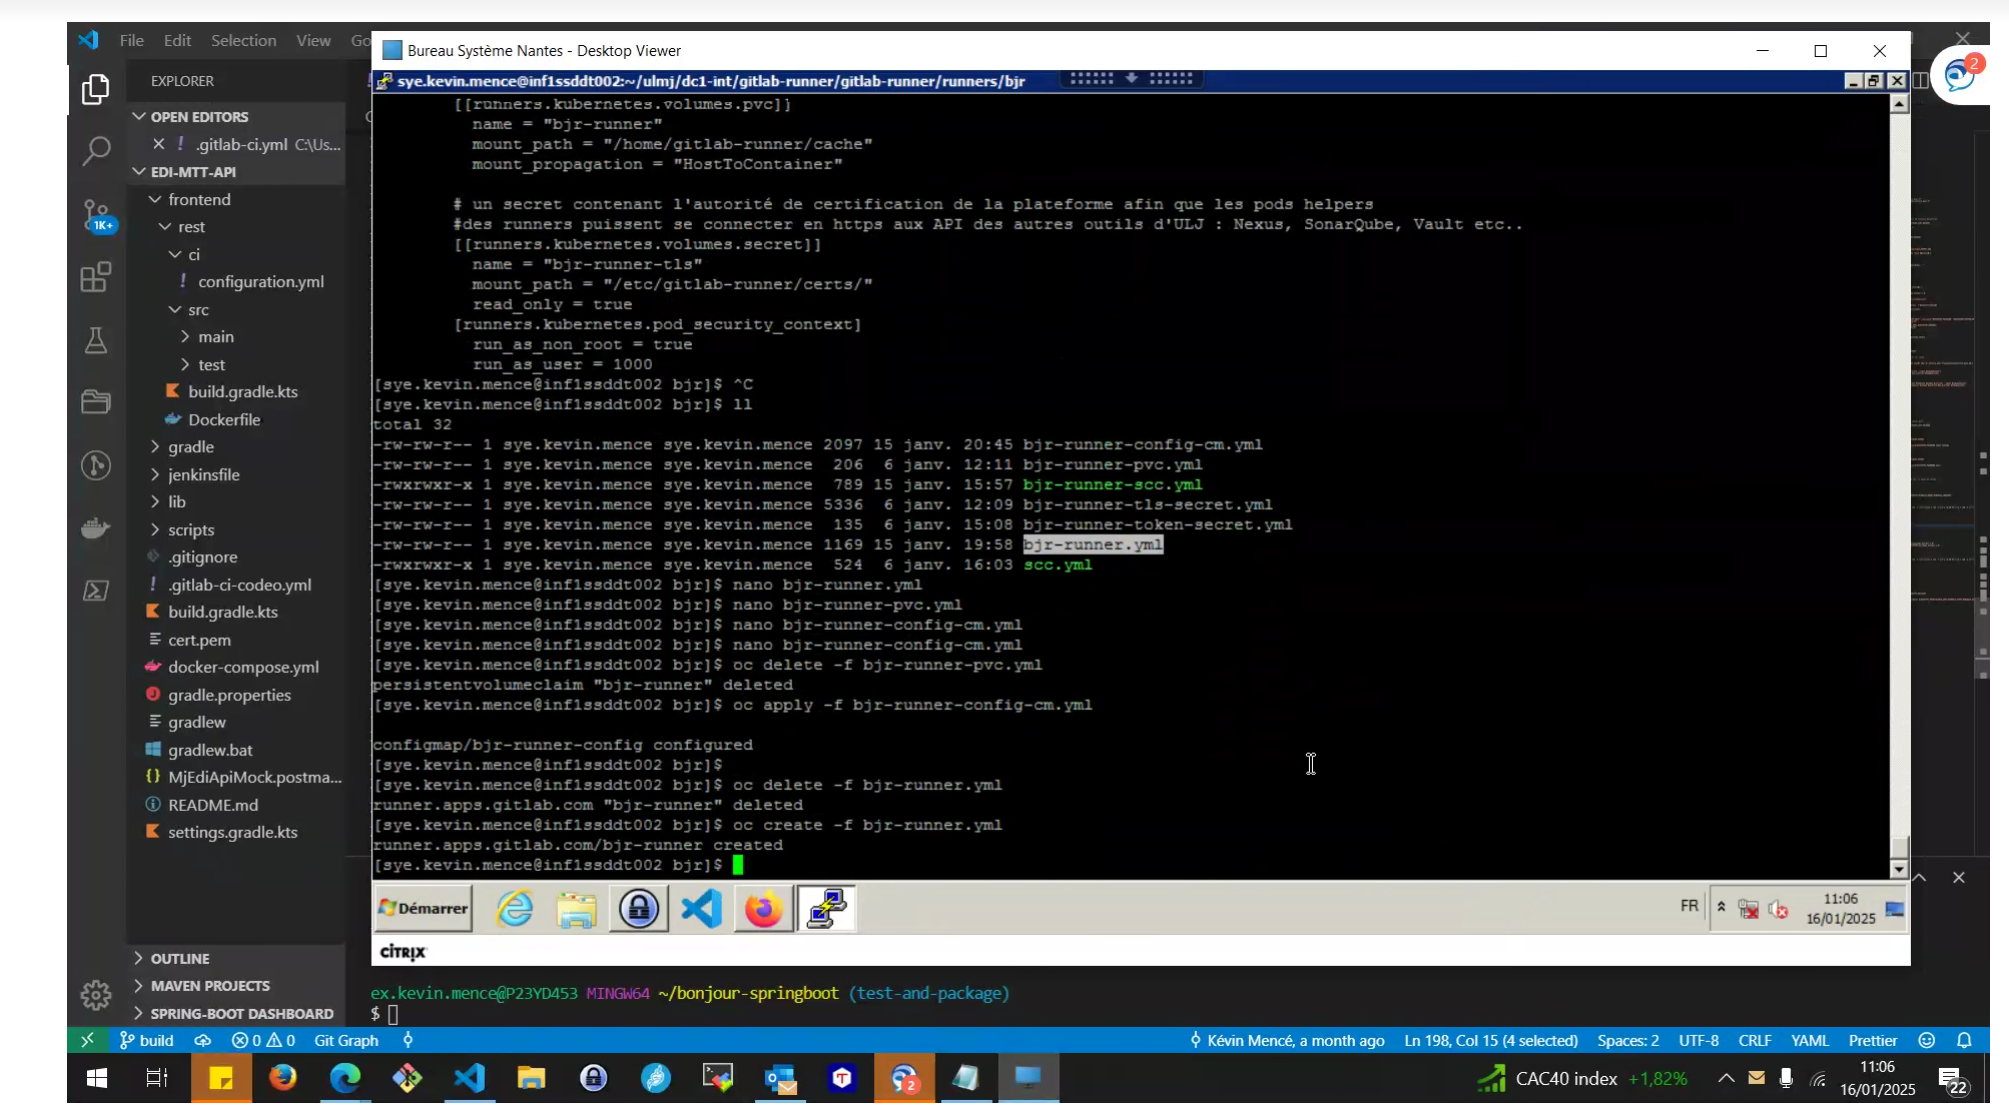 File Edit Selection View Go
Bureau Système Nantes - Desktop Viewer
2
EXPLORER
sye.kevin.mence@inf1ssddt002:~/ulmj/dc1-int/gitlab-runner/gitlab-runner/runners/bjr
OPEN EDITORS
.gitlab-ci.yml C:\Us...
EDI-MTT-API
frontend
rest
ci
configuration.yml
src
main
test
build.gradle.kts
Dockerfile
gradle
jenkinsfile
lib
scripts
.gitignore
.gitlab-ci-codeo.yml
build.gradle.kts
cert.pem
docker-compose.yml
gradle.properties
gradlew
gradlew.bat
MjEdiApiMock.postma...
README.md
settings.gradle.kts
OUTLINE
MAVEN PROJECTS
SPRING-BOOT DASHBOARD
1K+
[[runners.kubernetes.volumes.pvc]]
name = "bjr-runner"
mount_path = "/home/gitlab-runner/cache"
mount_propagation = "HostToContainer"
# un secret contenant l'autorité de certification de la plateforme afin que les pods helpers
#des runners puissent se connecter en https aux API des autres outils d'ULJ : Nexus, SonarQube, Vault etc..
[[runners.kubernetes.volumes.secret]]
name = "bjr-runner-tls"
mount_path = "/etc/gitlab-runner/certs/"
read_only = true
[runners.kubernetes.pod_security_context]
run_as_non_root = true
run_as_user = 1000
[sye.kevin.mence@inf1ssddt002 bjr]$ ^C
[sye.kevin.mence@inf1ssddt002 bjr]$ ll
total 32
-rw-rw-r-- 1 sye.kevin.mence sye.kevin.mence 2097 15 janv. 20:45 bjr-runner-config-cm.yml
-rw-rw-r-- 1 sye.kevin.mence sye.kevin.mence 206 6 janv. 12:11 bjr-runner-pvc.yml
-rwxrwxr-x 1 sye.kevin.mence sye.kevin.mence 789 15 janv. 15:57 bjr-runner-scc.yml
-rw-rw-r-- 1 sye.kevin.mence sye.kevin.mence 5336 6 janv. 12:09 bjr-runner-tls-secret.yml
-rw-rw-r-- 1 sye.kevin.mence sye.kevin.mence 135 6 janv. 15:08 bjr-runner-token-secret.yml
-rw-rw-r-- 1 sye.kevin.mence sye.kevin.mence 1169 15 janv. 19:58 bjr-runner.yml
-rwxrwxr-x 1 sye.kevin.mence sye.kevin.mence 524 6 janv. 16:03 scc.yml
[sye.kevin.mence@inf1ssddt002 bjr]$ nano bjr-runner.yml
[sye.kevin.mence@inf1ssddt002 bjr]$ nano bjr-runner-pvc.yml
[sye.kevin.mence@inf1ssddt002 bjr]$ nano bjr-runner-config-cm.yml
[sye.kevin.mence@inf1ssddt002 bjr]$ nano bjr-runner-config-cm.yml
[sye.kevin.mence@inf1ssddt002 bjr]$ oc delete -f bjr-runner-pvc.yml
persistentvolumeclaim "bjr-runner" deleted
[sye.kevin.mence@inf1ssddt002 bjr]$ oc apply -f bjr-runner-config-cm.yml
configmap/bjr-runner-config configured
[sye.kevin.mence@inf1ssddt002 bjr]$
[sye.kevin.mence@inf1ssddt002 bjr]$ oc delete -f bjr-runner.yml
runner.apps.gitlab.com "bjr-runner" deleted
[sye.kevin.mence@inf1ssddt002 bjr]$ oc create -f bjr-runner.yml
runner.apps.gitlab.com/bjr-runner created
[sye.kevin.mence@inf1ssddt002 bjr]$
Démarrer
FR
11:06
16/01/2025
citrix
ex.kevin.mence@P23YD453 MINGW64 ~/bonjour-springboot (test-and-package)
$
build 0 0 Git Graph
Kévin Mencé, a month ago Ln 198, Col 15 (4 selected) Spaces: 2 UTF-8 CRLF YAML Prettier
2
CAC40 index +1,82%
11:06
16/01/2025
22